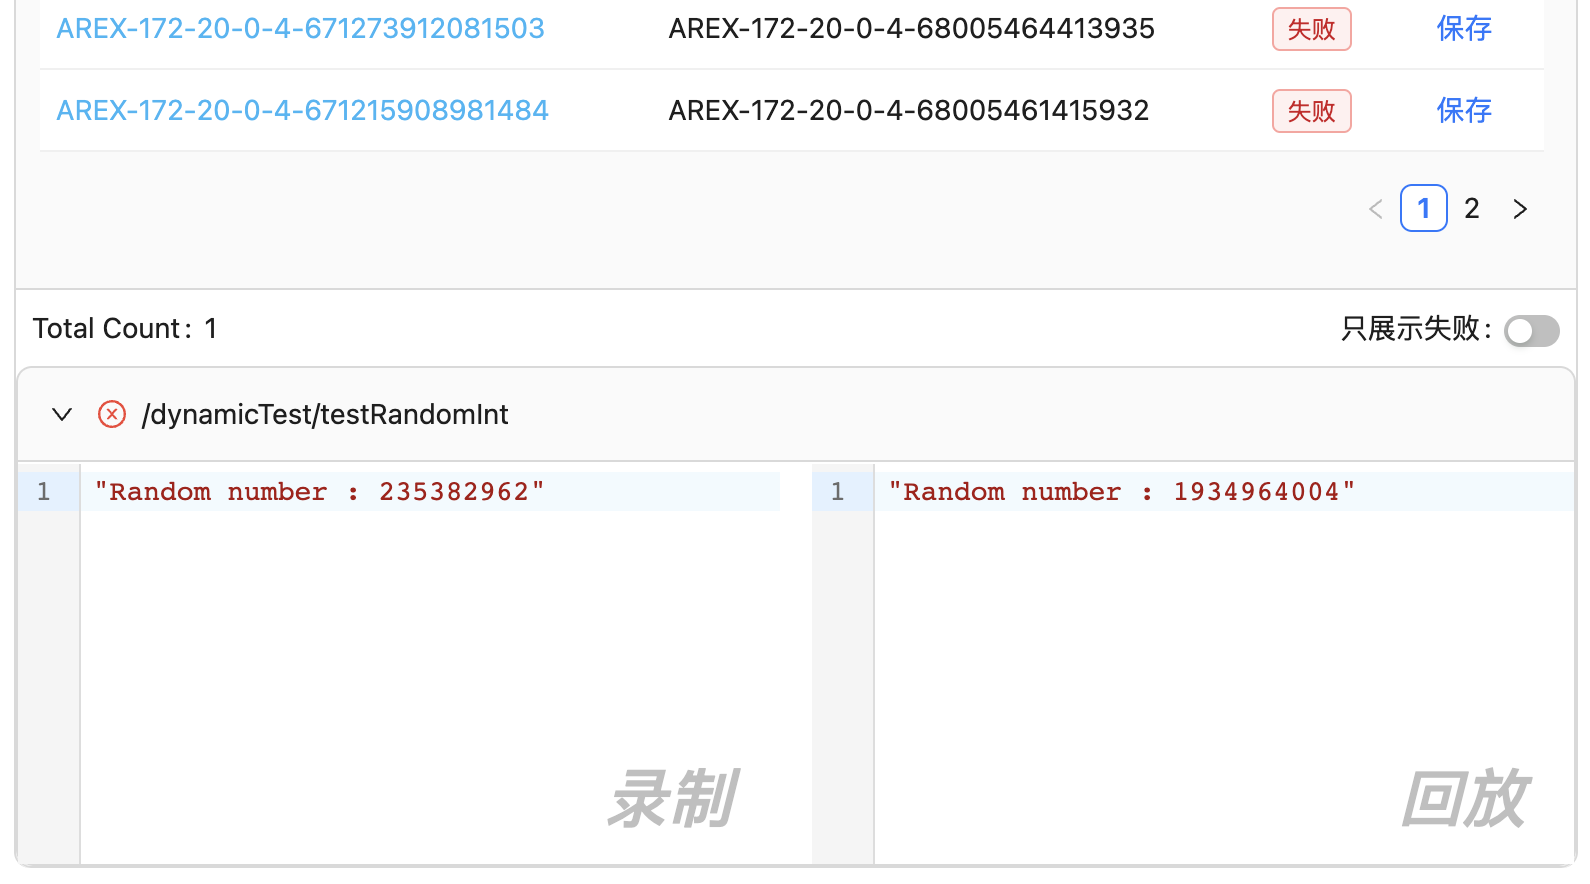 AREX-172-20-0-4-671273912081503 AREX-172-20-0-4-68005464413935 失败 保存
AREX-172-20-0-4-671215908981484 AREX-172-20-0-4-68005461415932 失败 保存
< 1 2 >
Total Count: 1 只展示失败:
/dynamicTest/testRandomInt
1 "Random number : 235382962" 1 "Random number : 1934964004"
录制 回放